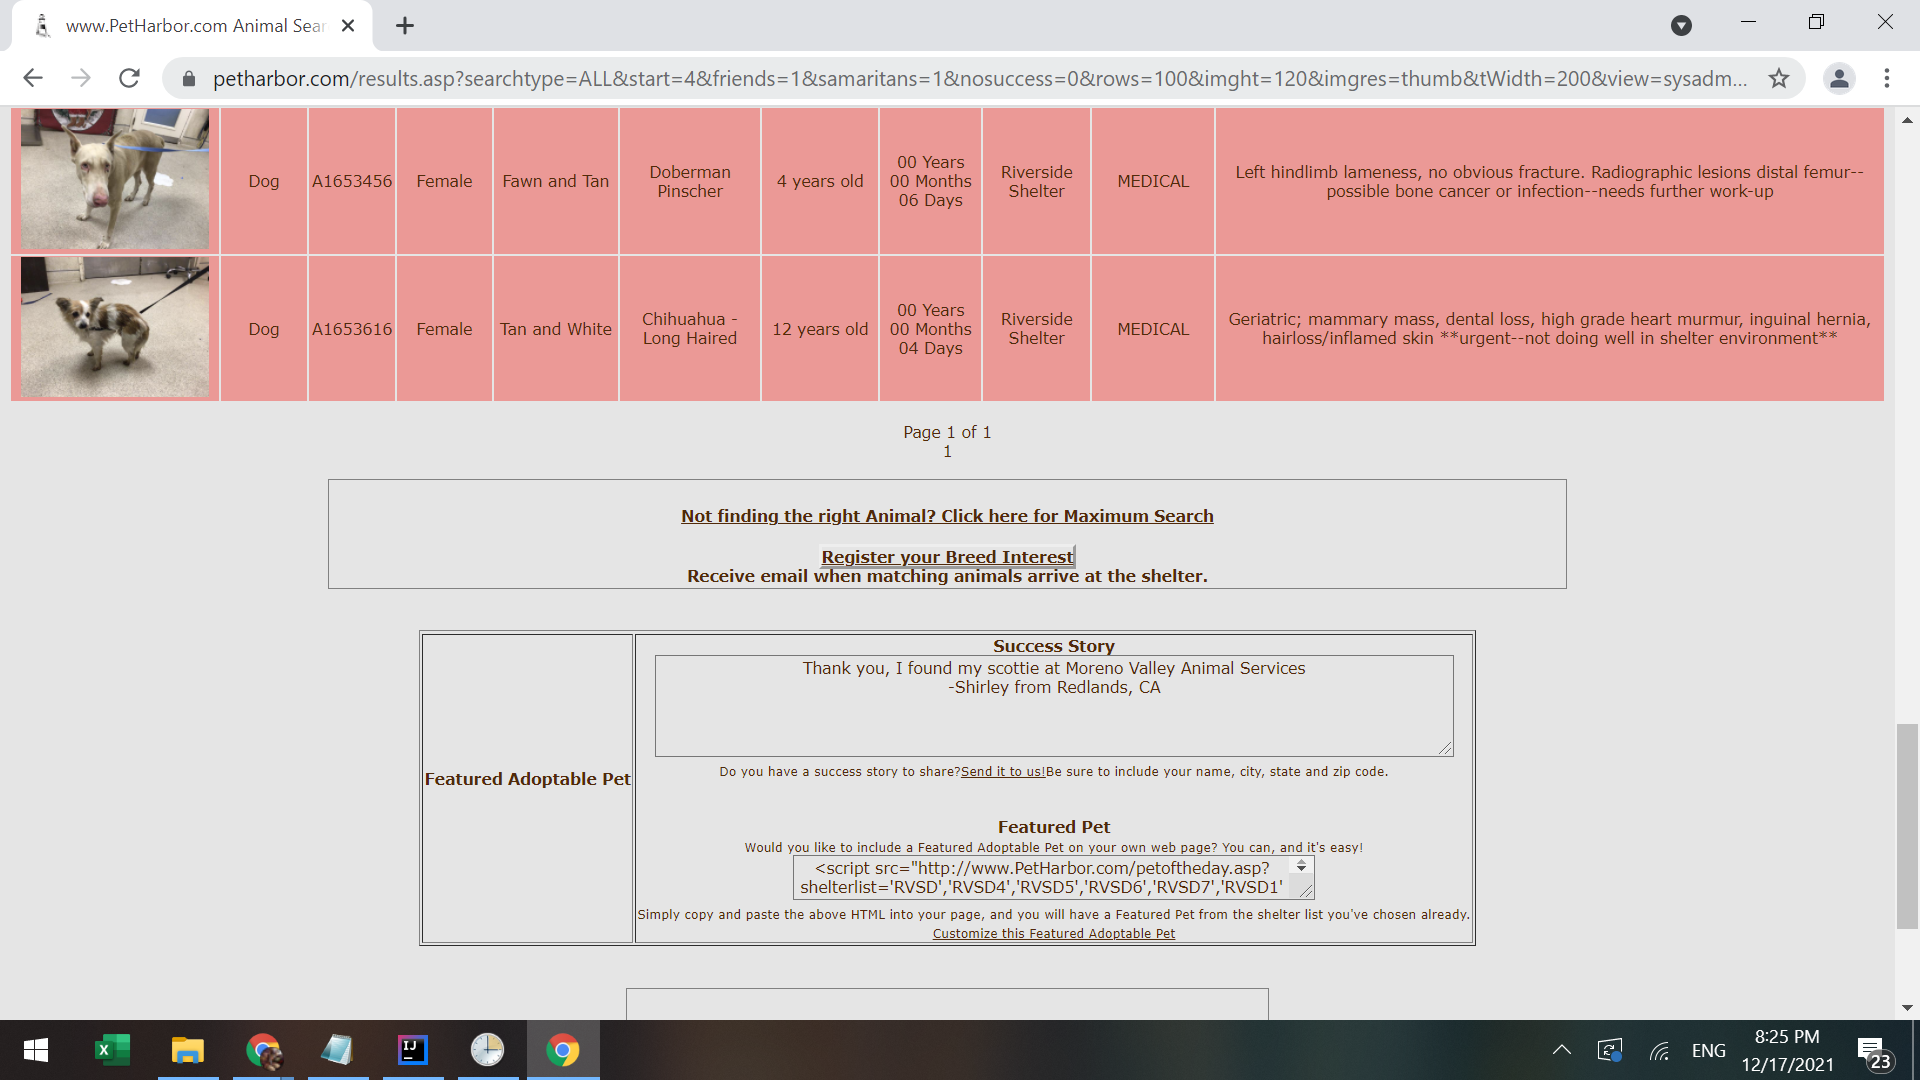 www.PetHarbor.com Animal Sear
petharbor.com/results.asp?searchtype=ALL&start=4&friends=1&samaritans=1&nosuccess=0&rows=100&imght=120&imgres=thumb&tWidth=200&view=sysadm...
Dog
A1653456
Female
Fawn and Tan
Doberman
Pinscher
4 years old
00 Years
00 Months
06 Days
Riverside
Shelter
MEDICAL
Left hindlimb lameness, no obvious fracture. Radiographic lesions distal femur--
possible bone cancer or infection--needs further work-up
Dog
A1653616
Female
Tan and White
Chihuahua -
Long Haired
12 years old
00 Years
00 Months
04 Days
Riverside
Shelter
MEDICAL
Geriatric; mammary mass, dental loss, high grade heart murmur, inguinal hernia,
hairloss/inflamed skin **urgent--not doing well in shelter environment**
Page 1 of 1
1
Not finding the right Animal? Click here for Maximum Search
Register your Breed Interest
Receive email when matching animals arrive at the shelter.
Featured Adoptable Pet
Success Story
Thank you, I found my scottie at Moreno Valley Animal Services
-Shirley from Redlands, CA
Do you have a success story to share?Send it to us!Be sure to include your name, city, state and zip code.
Featured Pet
Would you like to include a Featured Adoptable Pet on your own web page? You can, and it's easy!
<script src="http://www.PetHarbor.com/petoftheday.asp?
shelterlist='RVSD','RVSD4','RVSD5','RVSD6','RVSD7','RVSD1'
Simply copy and paste the above HTML into your page, and you will have a Featured Pet from the shelter list you've chosen already.
Customize this Featured Adoptable Pet
X
IJ
ENG
8:25 PM
12/17/2021
23